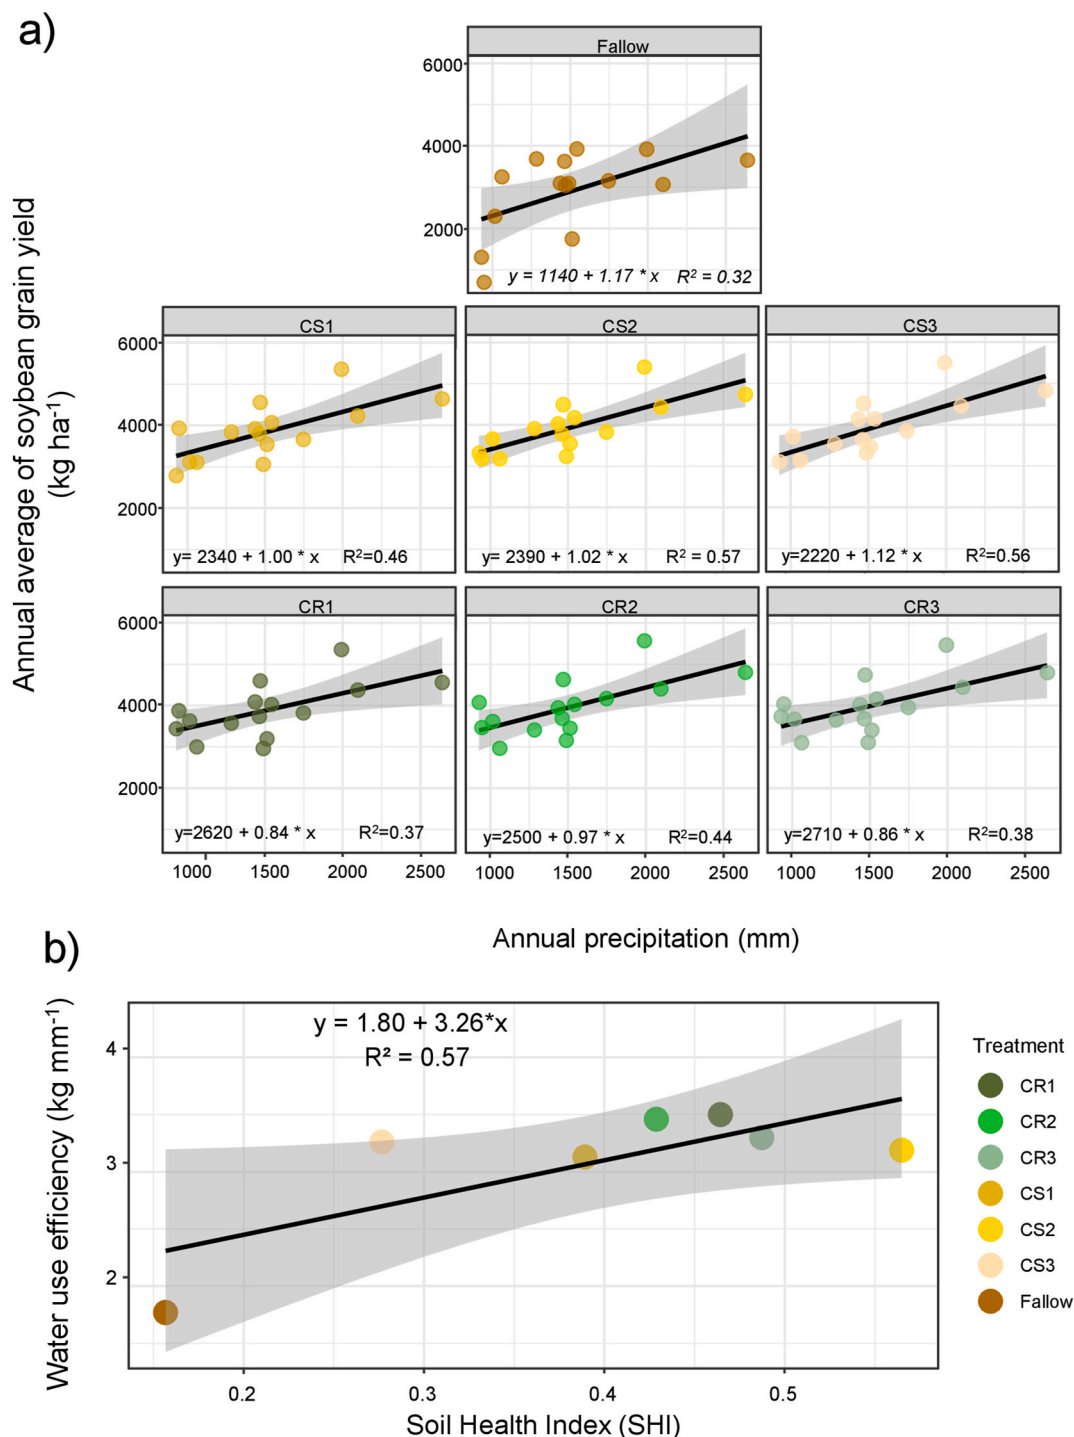 a)
Annual average of soybean grain yield
(kg ha⁻¹)
Fallow
6000
4000
2000
y = 1140 + 1.17 * x R² = 0.32
CS1 CS2 CS3
6000
4000
2000
y= 2340 + 1.00 * x R²=0.46
y= 2390 + 1.02 * x R² = 0.57
y=2220 + 1.12 * x R²=0.56
CR1 CR2 CR3
6000
4000
2000
y=2620 + 0.84 * x R²=0.37
y=2500 + 0.97 * x R²=0.44
y=2710 + 0.86 * x R²=0.38
1000 1500 2000 2500 1000 1500 2000 2500 1000 1500 2000 2500
Annual precipitation (mm)
b)
Water use efficiency (kg mm⁻¹)
y = 1.80 + 3.26*x
R² = 0.57
4
3
2
0.2 0.3 0.4 0.5
Soil Health Index (SHI)
Treatment
CR1
CR2
CR3
CS1
CS2
CS3
Fallow